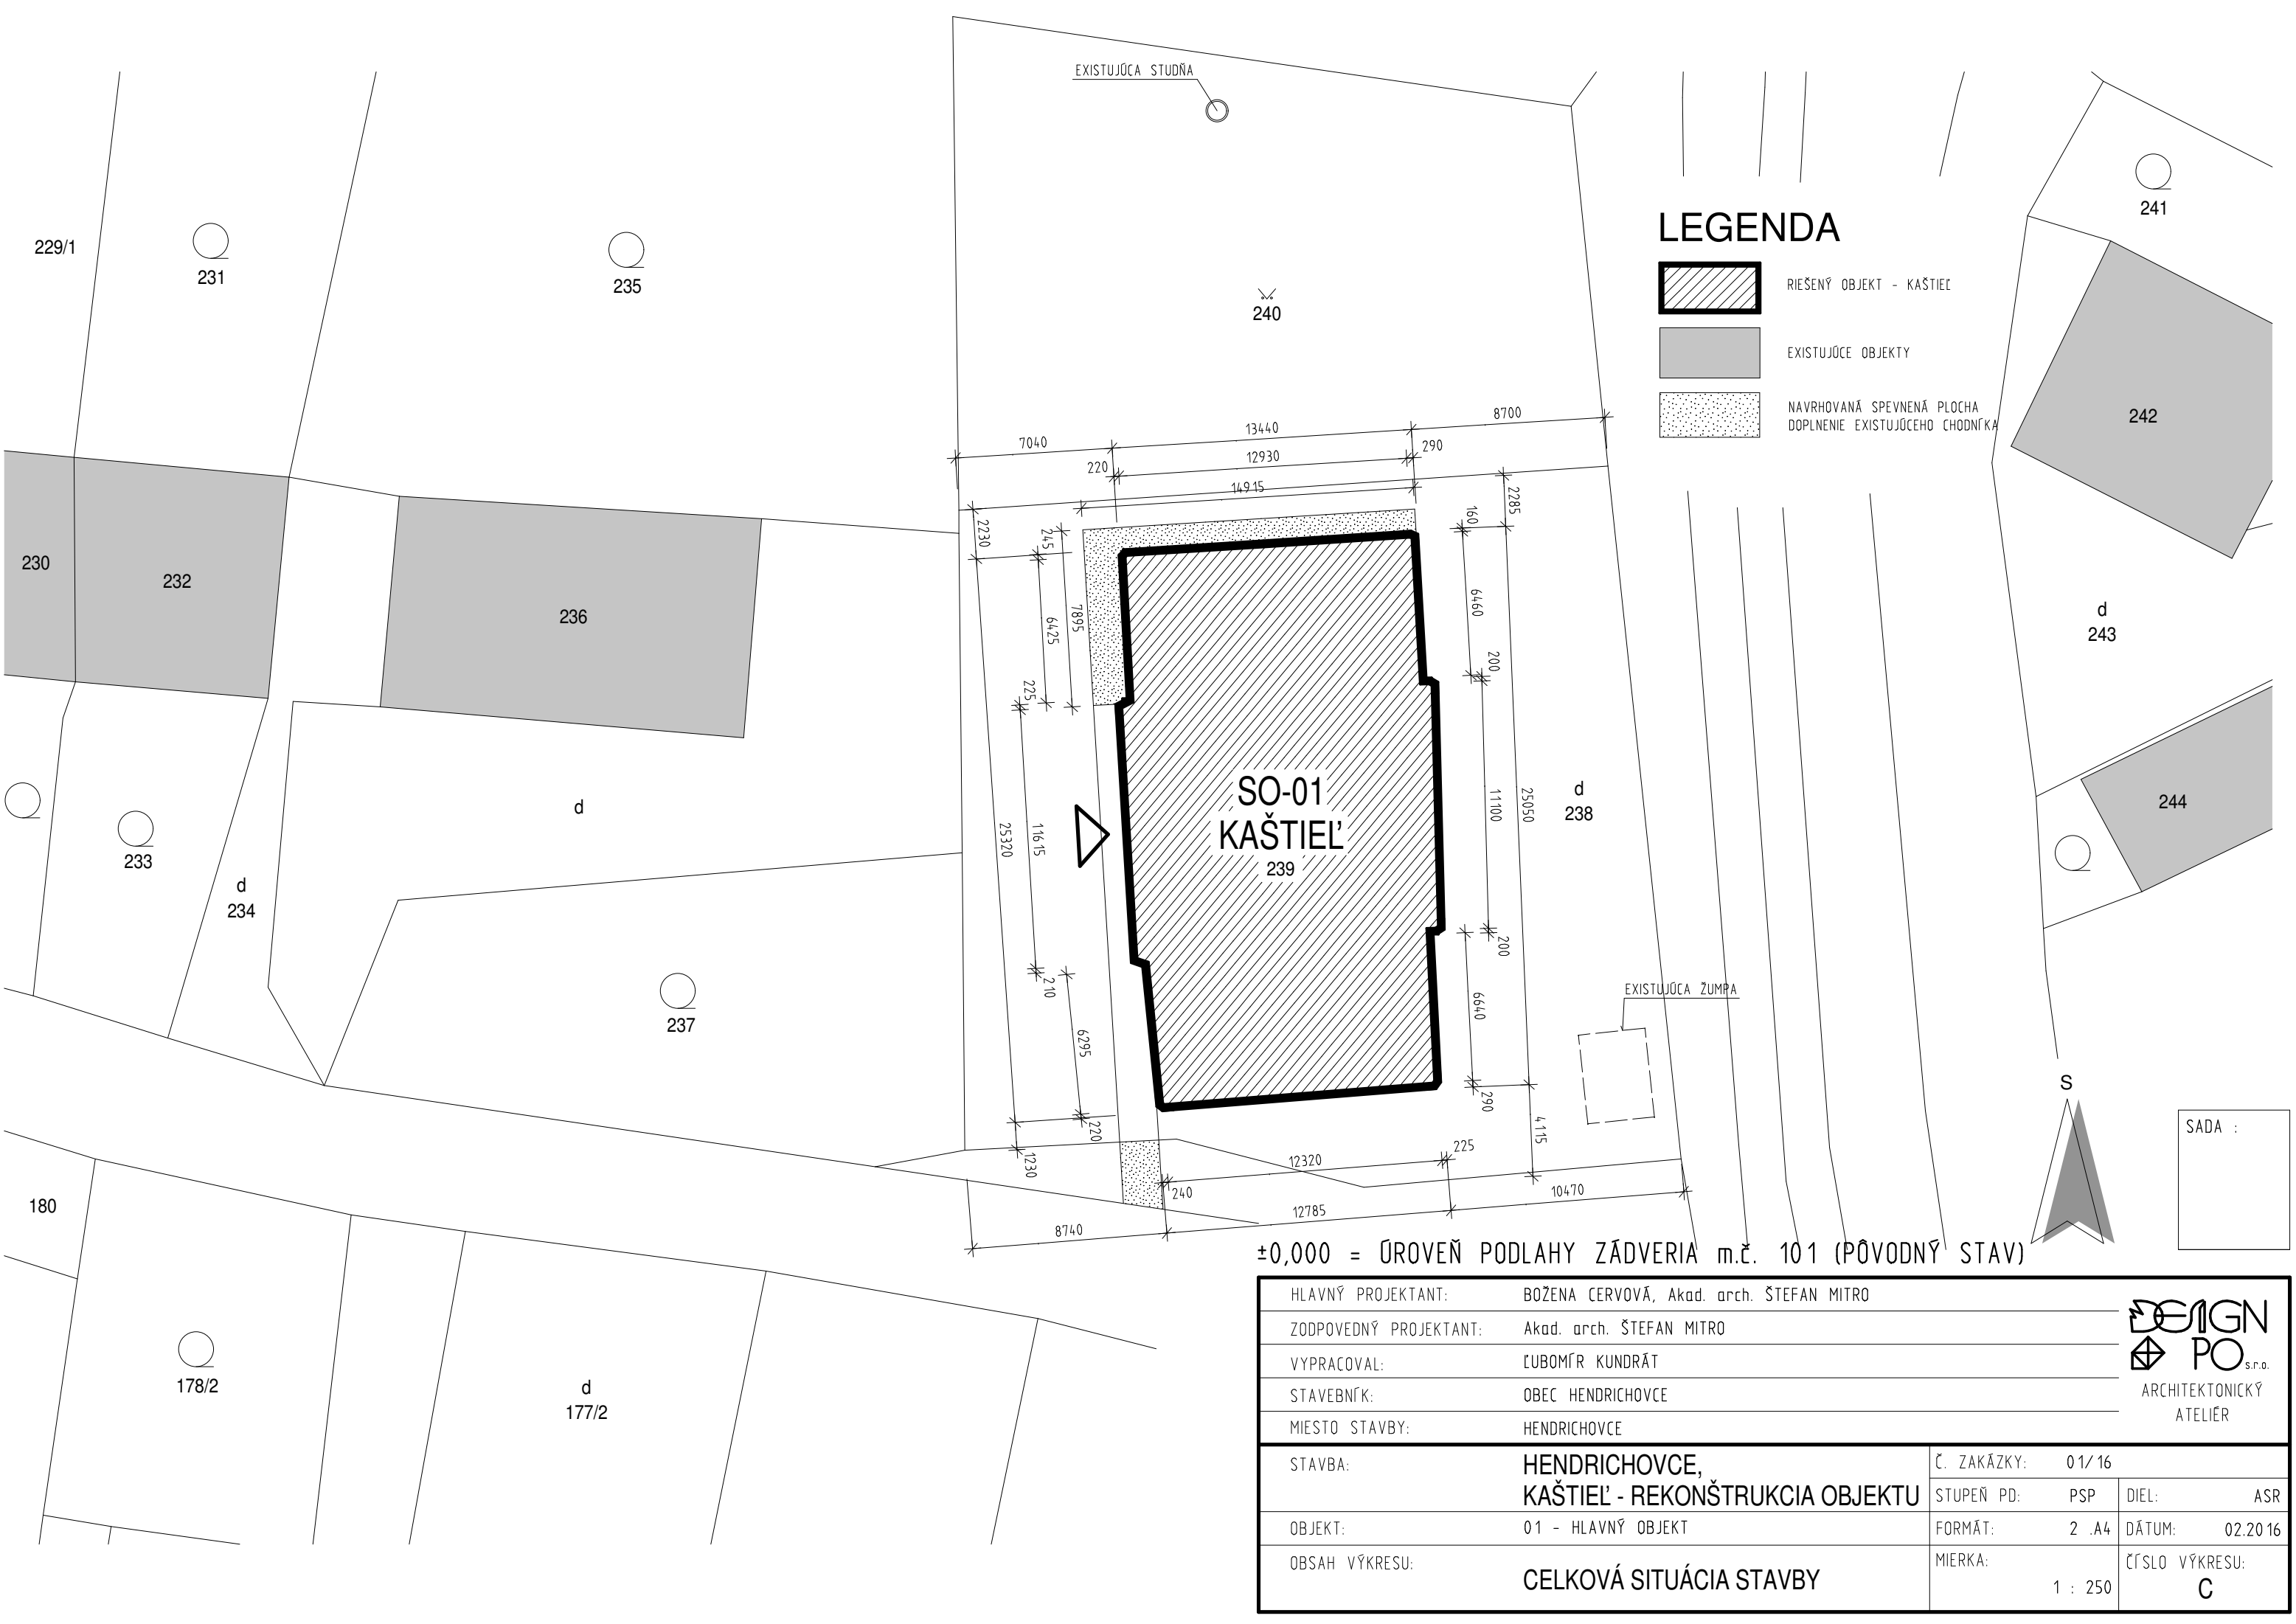 EXISTUJÚCA STUDŇA
229/1
231
235
240
241
LEGENDA
RIEŠENÝ OBJEKT - KAŠTIEĽ
EXISTUJÚCE OBJEKTY
NAVRHOVANÁ SPEVNENÁ PLOCHA
DOPLNENIE EXISTUJÚCEHO CHODNÍKA
242
7040
13440
8700
220
12930
290
14915
2230
245
160
2285
7895
6425
6460
225
200
230
232
236
d
243
SO-01
KAŠTIEĽ
239
25320
11615
11100
25050
d
238
d
244
233
d
234
210
200
237
6295
6640
EXISTUJÚCA ŽUMPA
220
290
1230
4115
12320
225
240
10470
8740
12785
180
178/2
d
177/2
S
SADA :
±0,000 = ÚROVEŇ PODLAHY ZÁDVERIA m.č. 101 (PÔVODNÝ STAV)
HLAVNÝ PROJEKTANT: BOŽENA CERVOVÁ, Akad. arch. ŠTEFAN MITRO
ZODPOVEDNÝ PROJEKTANT: Akad. arch. ŠTEFAN MITRO
VYPRACOVAL: ĽUBOMÍR KUNDRÁT
STAVEBNÍK: OBEC HENDRICHOVCE
MIESTO STAVBY: HENDRICHOVCE
DESIGN
PO s.r.o.
ARCHITEKTONICKÝ
ATELIÉR
STAVBA: HENDRICHOVCE,
KAŠTIEĽ - REKONŠTRUKCIA OBJEKTU
Č. ZAKÁZKY: 01/16
STUPEŇ PD: PSP
DIEL: ASR
OBJEKT: 01 - HLAVNÝ OBJEKT
FORMÁT: 2 .A4
DÁTUM: 02.2016
OBSAH VÝKRESU: CELKOVÁ SITUÁCIA STAVBY
MIERKA:
1 : 250
ČÍSLO VÝKRESU:
C